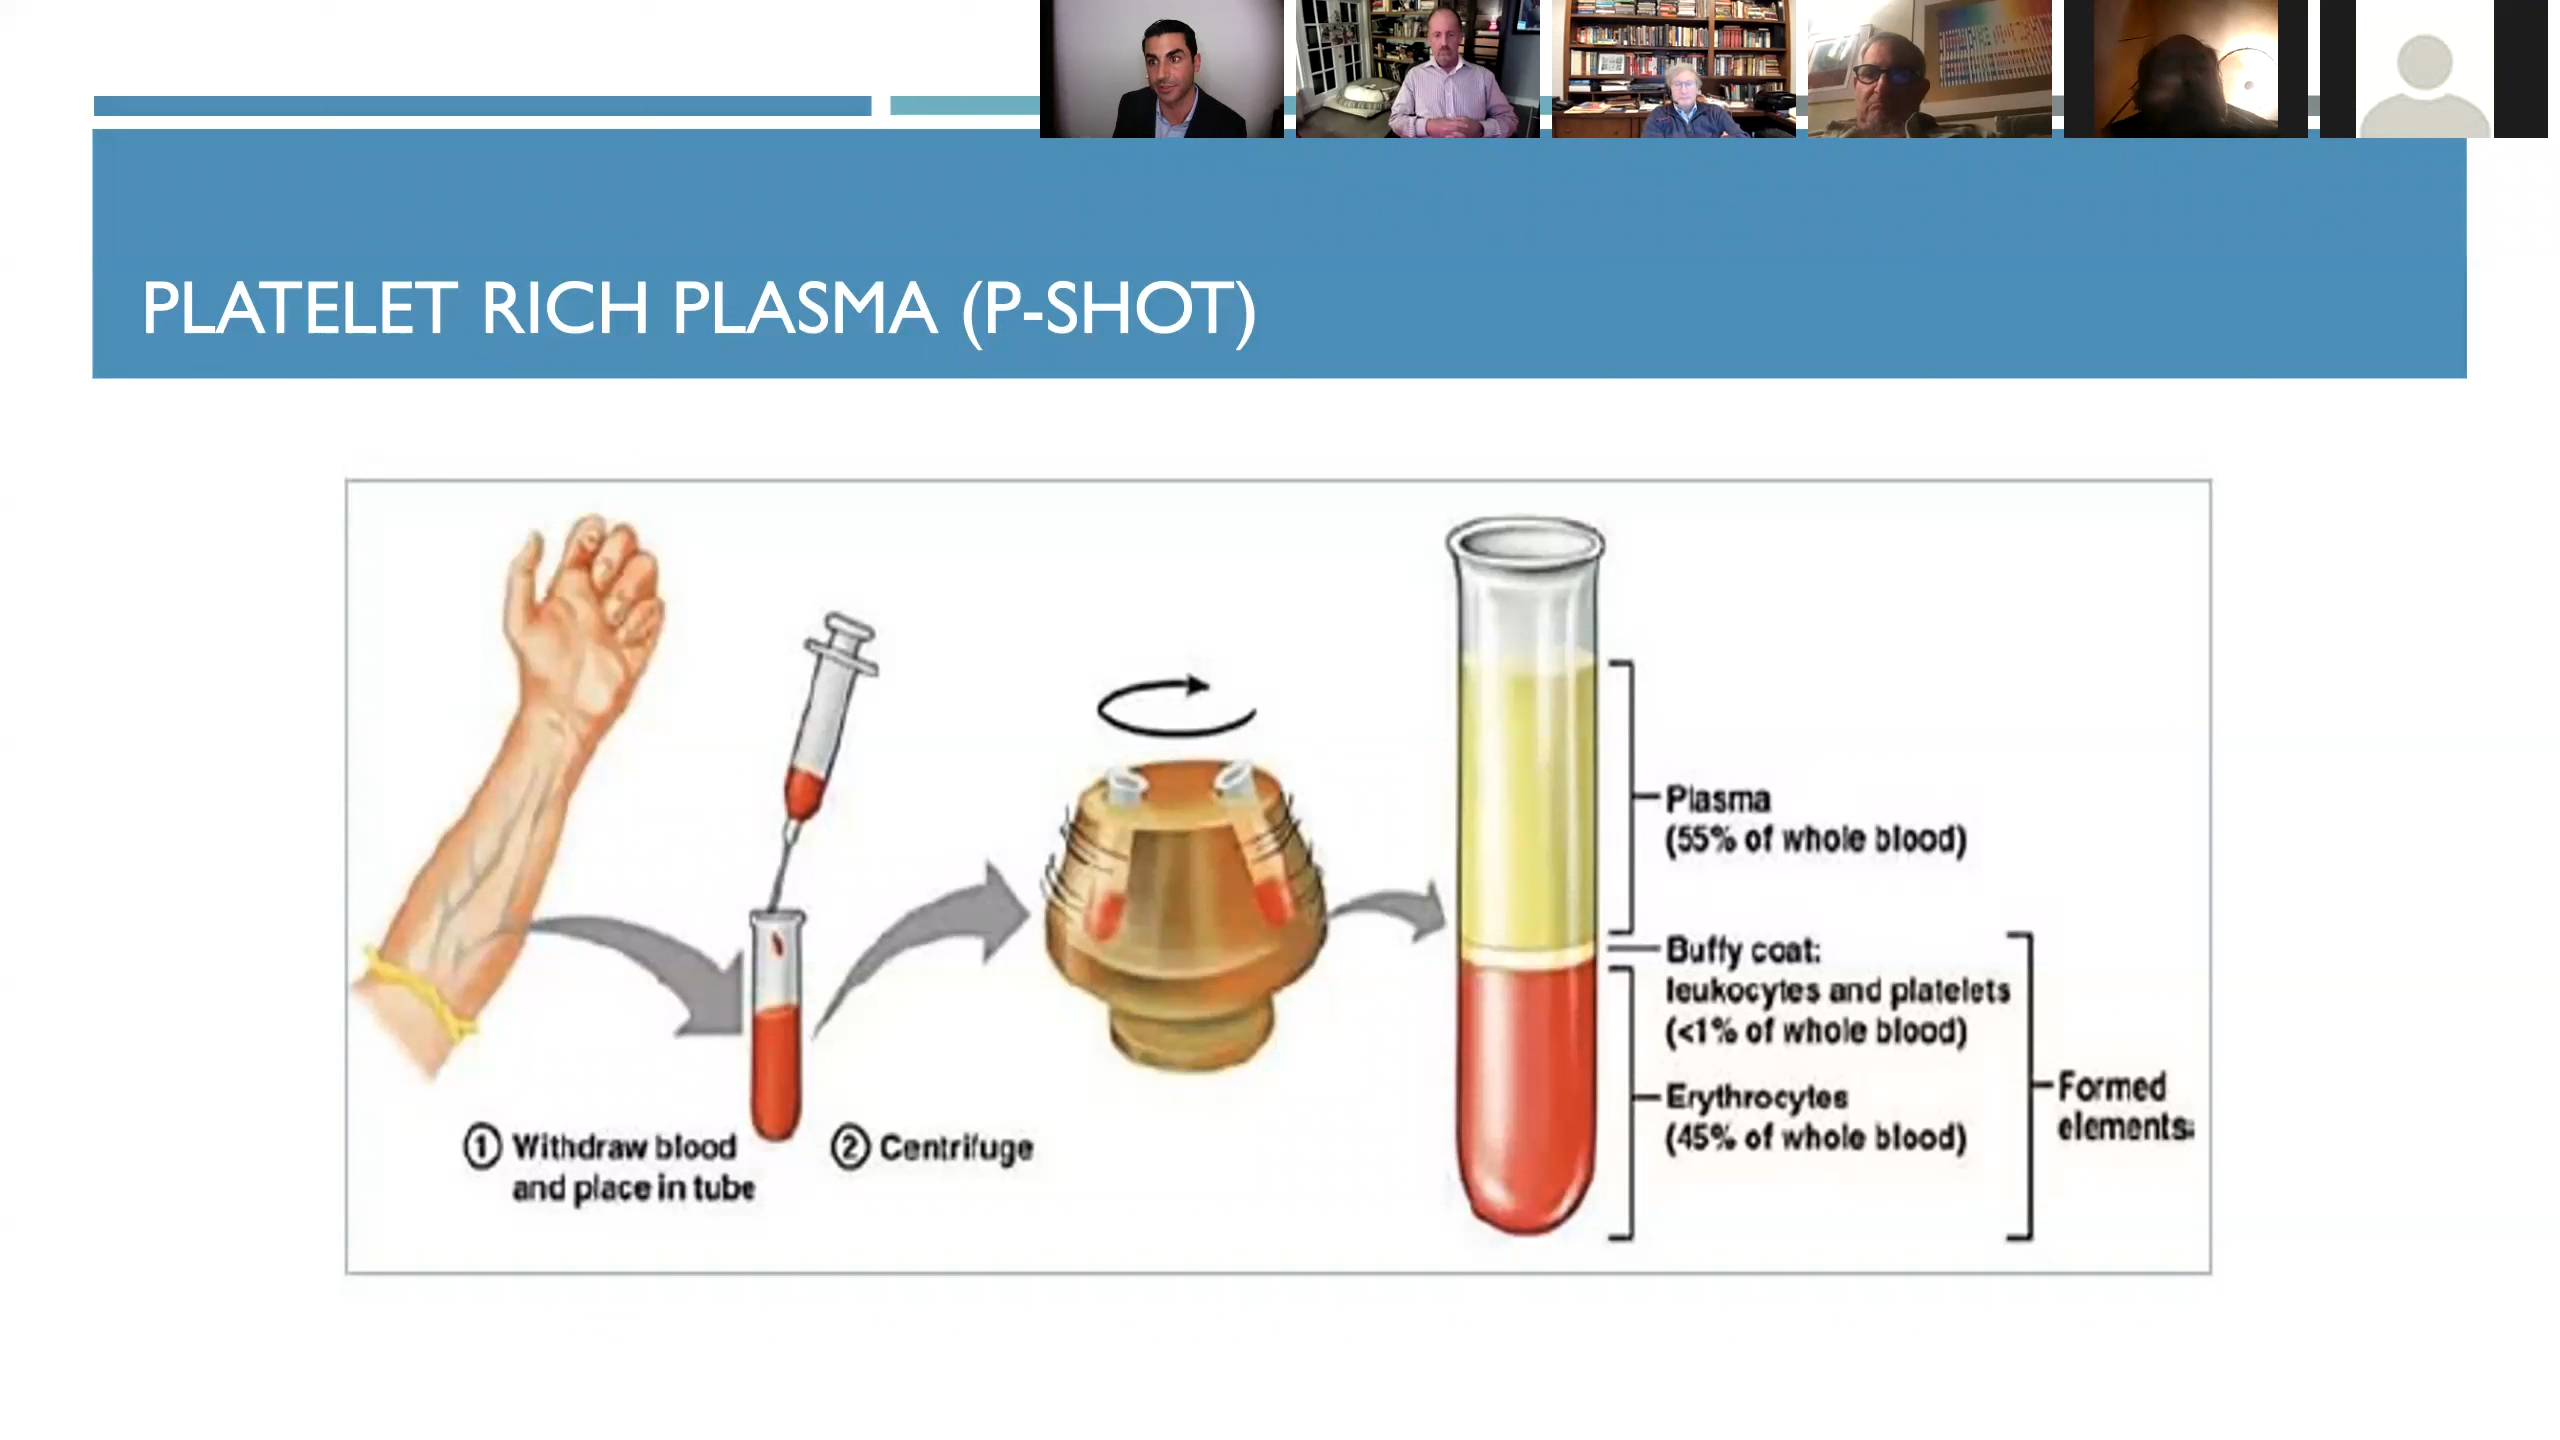 PLATELET RICH PLASMA (P-SHOT)
Plasma
(55% of whole blood)
Buffy coat:
leukocytes and platelets
(<1% of whole blood)
Erythrocytes
(45% of whole blood)
Formed
elements
① Withdraw blood
and place in tube
② Centrifuge